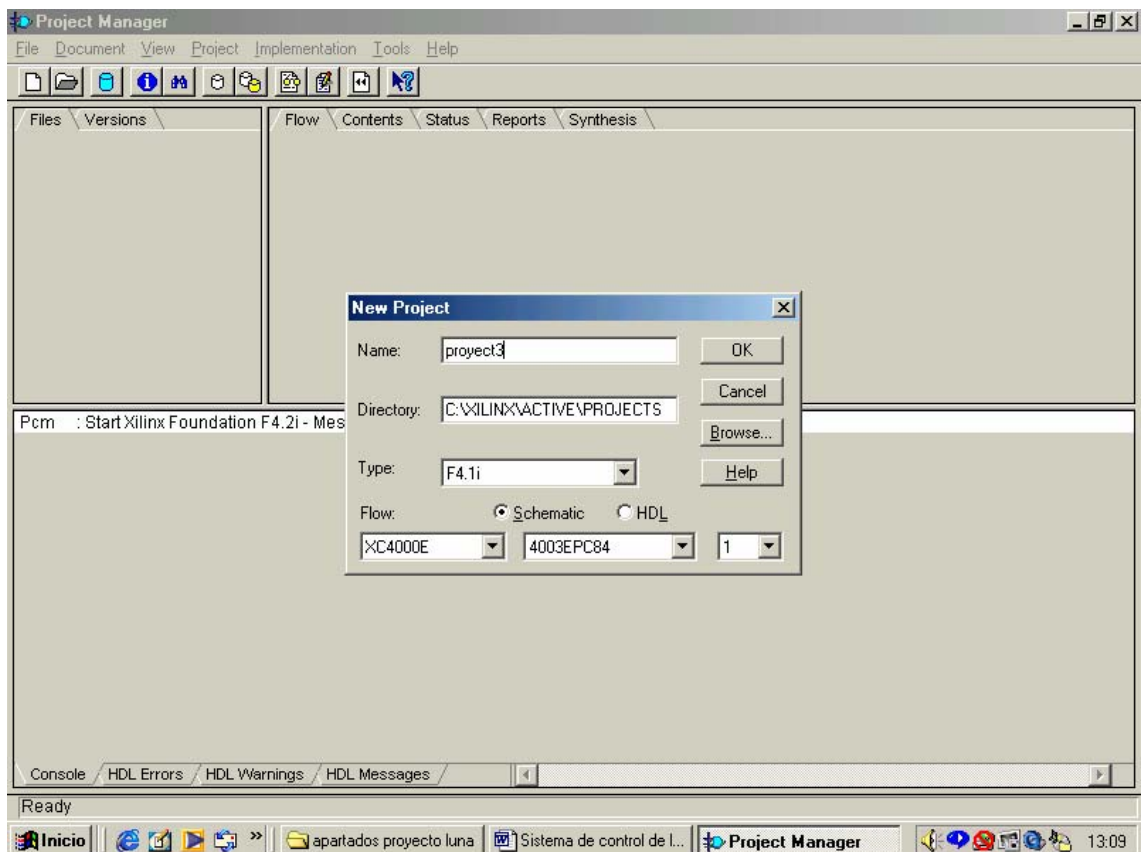 Project Manager
File Document View Project Implementation Tools Help
Files Versions
Flow Contents Status Reports Synthesis
New Project
Name: proyect3 OK
Cancel
Directory: C:\XILINX\ACTIVE\PROJECTS
Browse...
Type: F4.1i Help
Flow: Schematic HDL
XC4000E 4003EPC84 1
Pcm : Start Xilinx Foundation F4.2i - Mes
Console HDL Errors HDL Warnings HDL Messages
Ready
Inicio » apartados proyecto luna Sistema de control de l... Project Manager 13:09